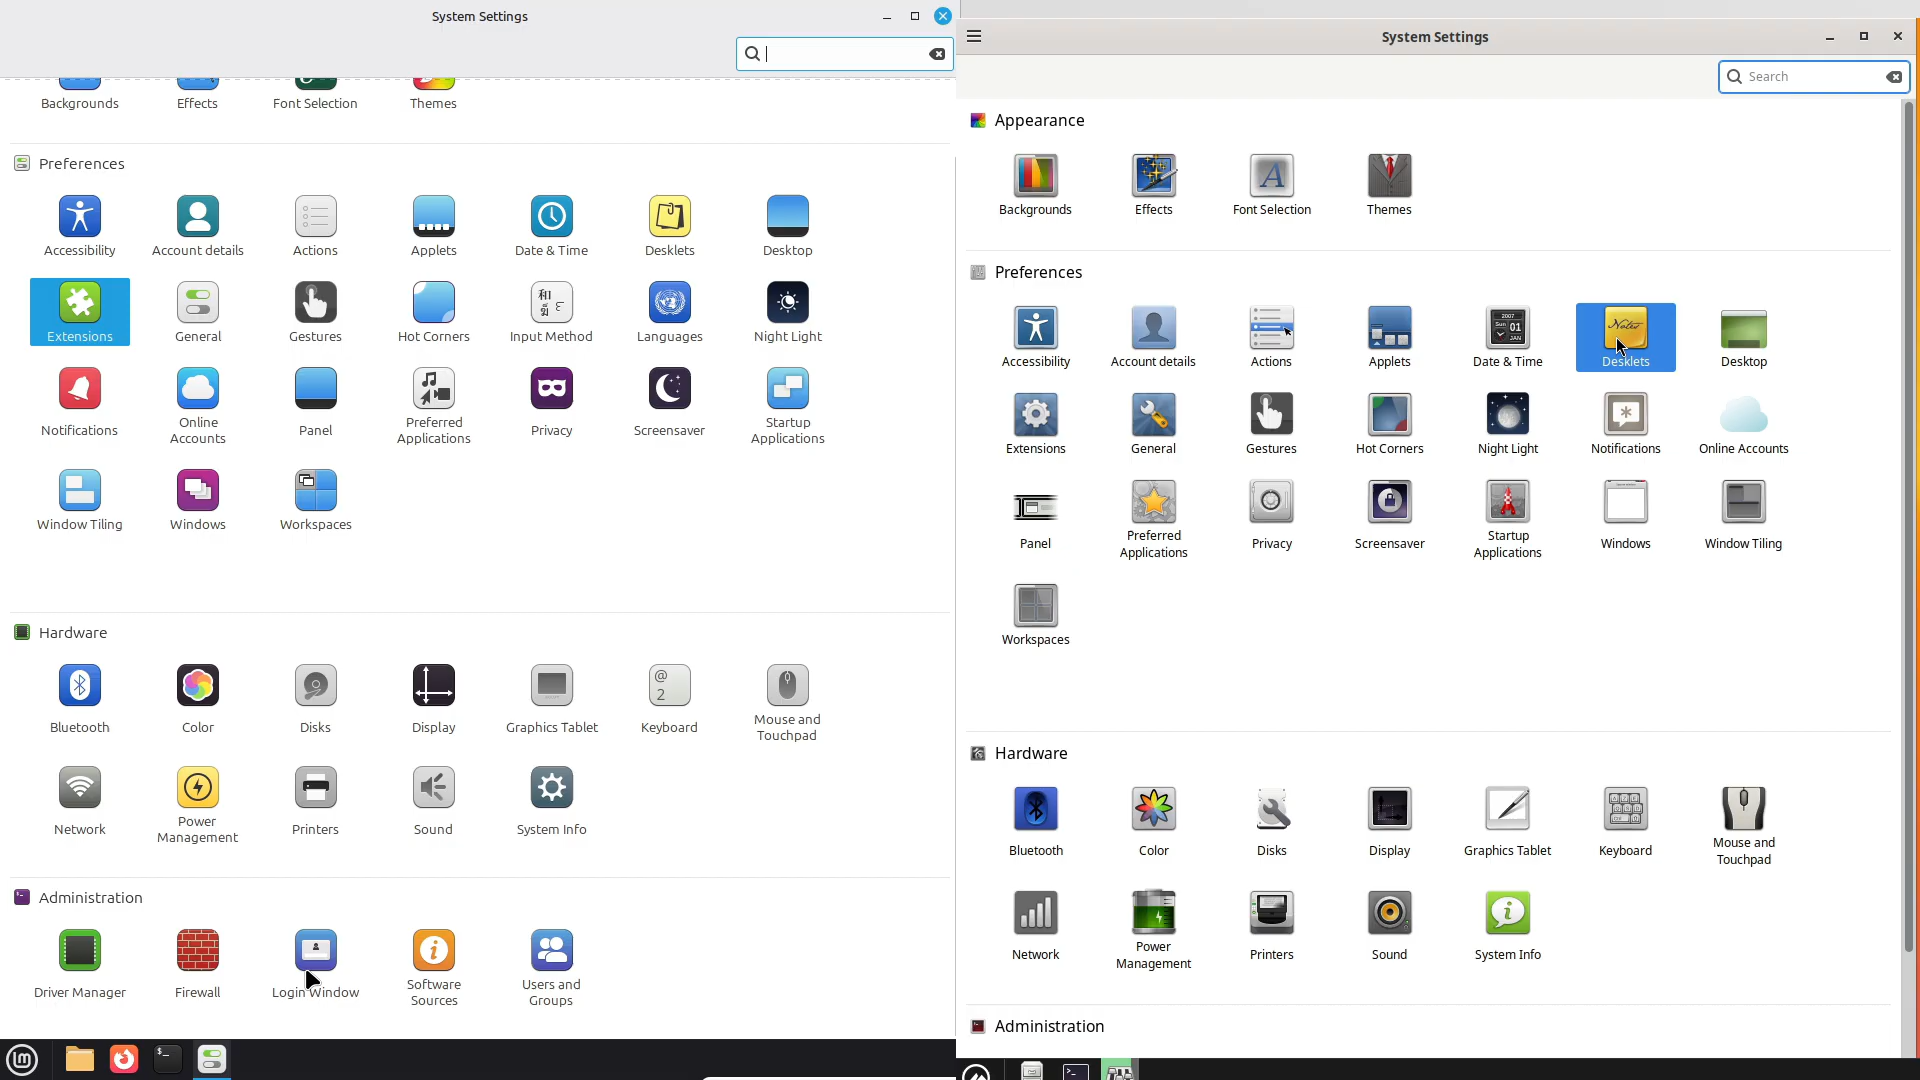 System Settings
Backgrounds Effects Font Selection Themes
Preferences
Accessibility Account details Actions Applets Date & Time Desklets Desktop
Extensions General Gestures Hot Corners Input Method Languages Night Light
Notifications Online Accounts Panel Preferred Applications Privacy Screensaver Startup Applications
Window Tiling Windows Workspaces
Hardware
Bluetooth Color Disks Display Graphics Tablet Keyboard Mouse and Touchpad
@
2
Network Power Management Printers Sound System Info
Administration
Driver Manager Firewall Login Window Software Sources Users and Groups
System Settings
Search
Appearance
Backgrounds Effects Font Selection Themes
Preferences
Accessibility Account details Actions Applets Date & Time Desklets Desktop
Extensions General Gestures Hot Corners Night Light Notifications Online Accounts
Panel Preferred Applications Privacy Screensaver Startup Applications Windows Window Tiling
Workspaces
Hardware
Bluetooth Color Disks Display Graphics Tablet Keyboard Mouse and Touchpad
Network Power Management Printers Sound System Info
Administration